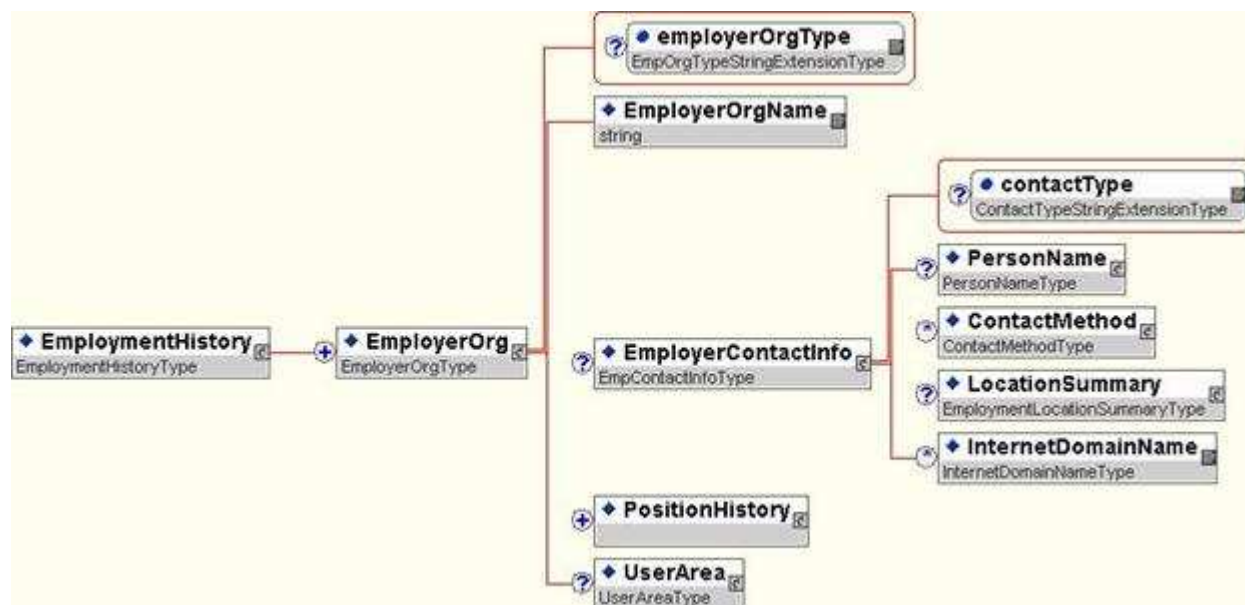 employerOrgType
EmpOrgTypeStringExtensionType
EmployerOrgName
string
contactType
ContactTypeStringExtensionType
PersonName
PersonNameType
EmploymentHistory
EmploymentHistoryType
EmployerOrg
EmployerOrgType
EmployerContactInfo
EmpContactInfoType
ContactMethod
ContactMethodType
LocationSummary
EmploymentLocationSummaryType
InternetDomainName
InternetDomainNameType
PositionHistory
UserArea
UserAreaType